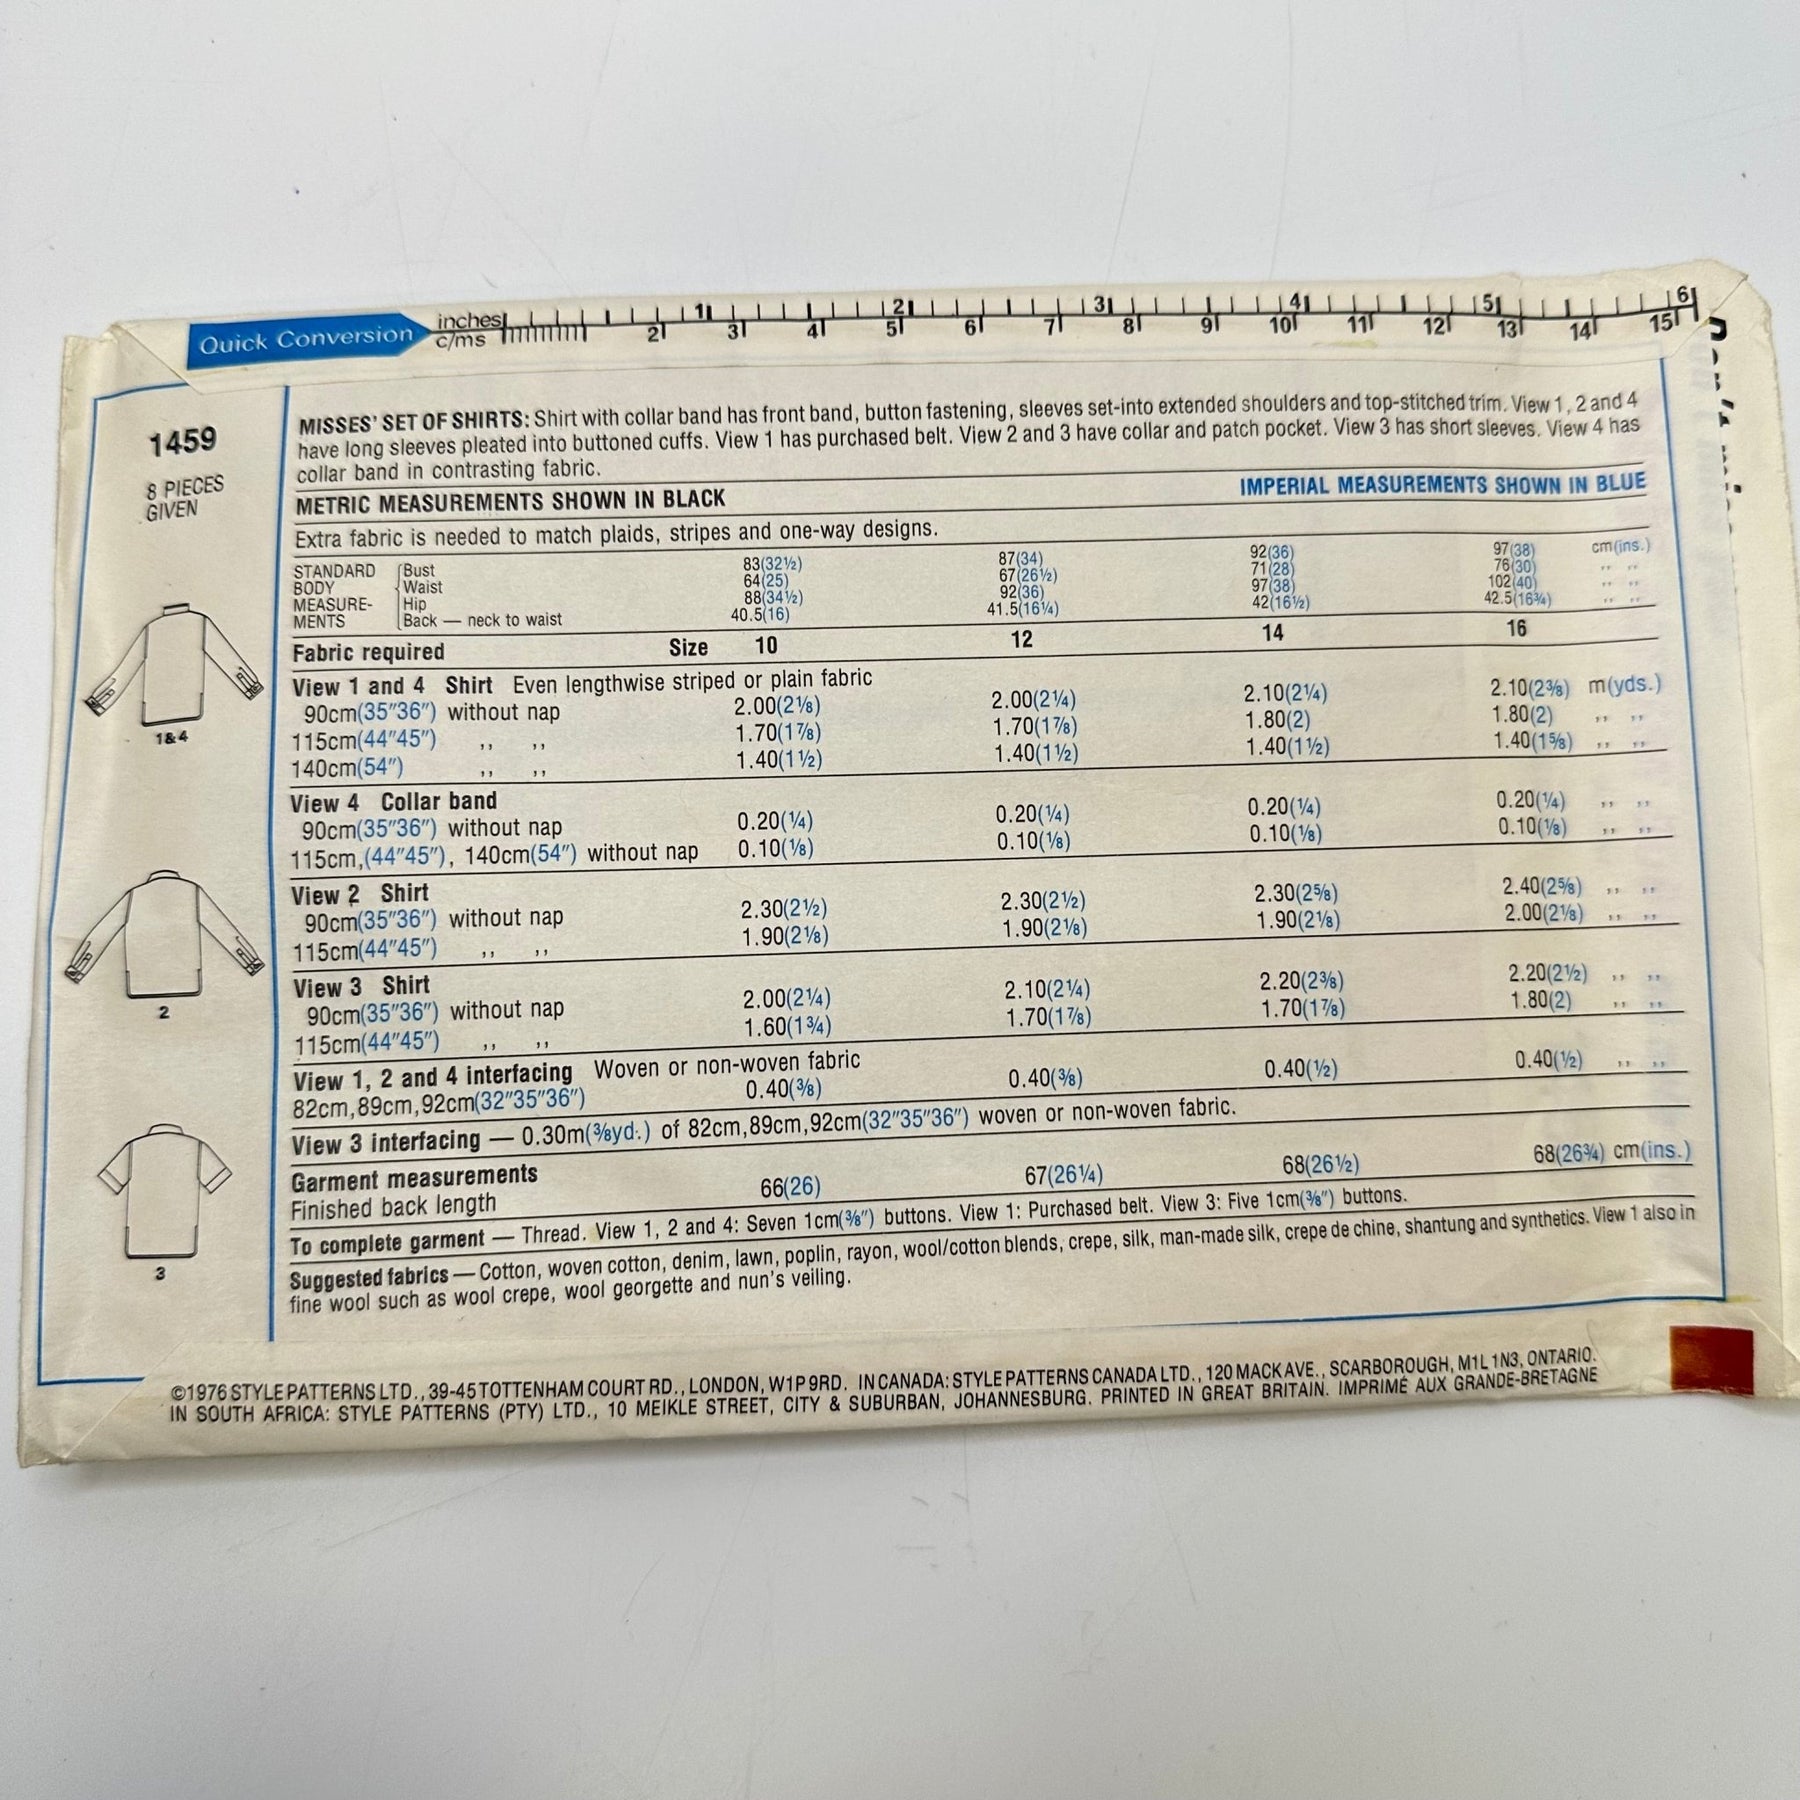 Quick Conversion inches 1 2 3 4 5 6
c/ms 2 3 4 5 6 7 8 9 10 11 12 13 14 15
1459
8 PIECES
GIVEN
MISSES' SET OF SHIRTS: Shirt with collar band has front band, button fastening, sleeves set-into extended shoulders and top-stitched trim. View 1, 2 and 4
have long sleeves pleated into buttoned cuffs. View 1 has purchased belt. View 2 and 3 have collar and patch pocket. View 3 has short sleeves. View 4 has
collar band in contrasting fabric.
METRIC MEASUREMENTS SHOWN IN BLACK IMPERIAL MEASUREMENTS SHOWN IN BLUE
Extra fabric is needed to match plaids, stripes and one-way designs.
STANDARD Bust 83(32½) 87(34) 92(36) 97(38) cm(ins.)
BODY Waist 64(25) 67(26½) 71(28) 76(30) ,, ,,
MEASURE- Hip 88(34½) 92(36) 97(38) 102(40) ,, ,,
MENTS Back — neck to waist 40.5(16) 41.5(16¼) 42(16½) 42.5(16¾) ,, ,,
Fabric required Size 10 12 14 16
View 1 and 4 Shirt Even lengthwise striped or plain fabric
90cm(35"36") without nap 2.00(2⅛) 2.00(2¼) 2.10(2¼) 2.10(2⅜) m(yds.)
115cm(44"45") ,, ,, 1.70(1⅞) 1.70(1⅞) 1.80(2) 1.80(2) ,, ,,
140cm(54") ,, ,, 1.40(1½) 1.40(1½) 1.40(1½) 1.40(1⅝) ,, ,,
View 4 Collar band
90cm(35"36") without nap 0.20(¼) 0.20(¼) 0.20(¼) 0.20(¼) ,, ,,
115cm,(44"45"), 140cm(54") without nap 0.10(⅛) 0.10(⅛) 0.10(⅛) 0.10(⅛) ,, ,,
View 2 Shirt
90cm(35"36") without nap 2.30(2½) 2.30(2½) 2.30(2⅝) 2.40(2⅝) ,, ,,
115cm(44"45") ,, ,, 1.90(2⅛) 1.90(2⅛) 1.90(2⅛) 2.00(2⅛) ,, ,,
View 3 Shirt
90cm(35"36") without nap 2.00(2¼) 2.10(2¼) 2.20(2⅜) 2.20(2½) ,, ,,
115cm(44"45") ,, ,, 1.60(1¾) 1.70(1⅞) 1.70(1⅞) 1.80(2) ,, ,,
View 1, 2 and 4 interfacing Woven or non-woven fabric
82cm,89cm,92cm(32"35"36") 0.40(⅜) 0.40(⅜) 0.40(½) 0.40(½) ,, ,,
View 3 interfacing — 0.30m(⅜yd.) of 82cm,89cm,92cm(32"35"36") woven or non-woven fabric.
Garment measurements
Finished back length 66(26) 67(26¼) 68(26½) 68(26¾) cm(ins.)
To complete garment — Thread. View 1, 2 and 4: Seven 1cm(⅜") buttons. View 1: Purchased belt. View 3: Five 1cm(⅜") buttons.
Suggested fabrics — Cotton, woven cotton, denim, lawn, poplin, rayon, wool/cotton blends, crepe, silk, man-made silk, crepe de chine, shantung and synthetics. View 1 also in
fine wool such as wool crepe, wool georgette and nun's veiling.
1&4
2
3
©1976 STYLE PATTERNS LTD., 39-45 TOTTENHAM COURT RD., LONDON, W1P 9RD. IN CANADA: STYLE PATTERNS CANADA LTD., 120 MACK AVE., SCARBOROUGH, M1L 1N3, ONTARIO.
IN SOUTH AFRICA: STYLE PATTERNS (PTY) LTD., 10 MEIKLE STREET, CITY & SUBURBAN, JOHANNESBURG. PRINTED IN GREAT BRITAIN. IMPRIMÉ AUX GRANDE-BRETAGNE